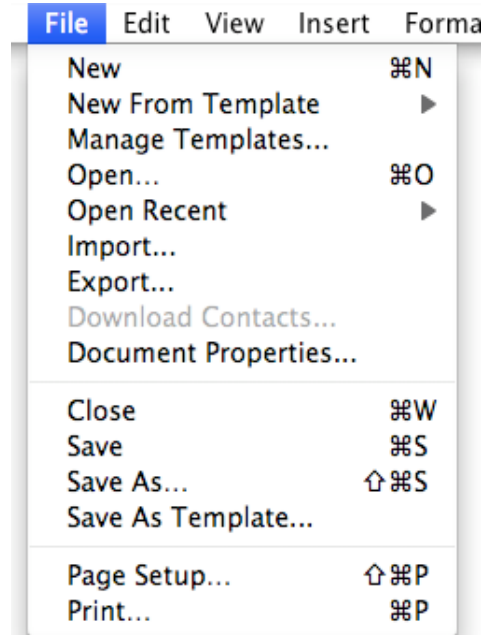 File Edit View Insert Forma
New ⌘N
New From Template ▶
Manage Templates...
Open... ⌘O
Open Recent ▶
Import...
Export...
Download Contacts...
Document Properties...
Close ⌘W
Save ⌘S
Save As... ⇧⌘S
Save As Template...
Page Setup... ⇧⌘P
Print... ⌘P